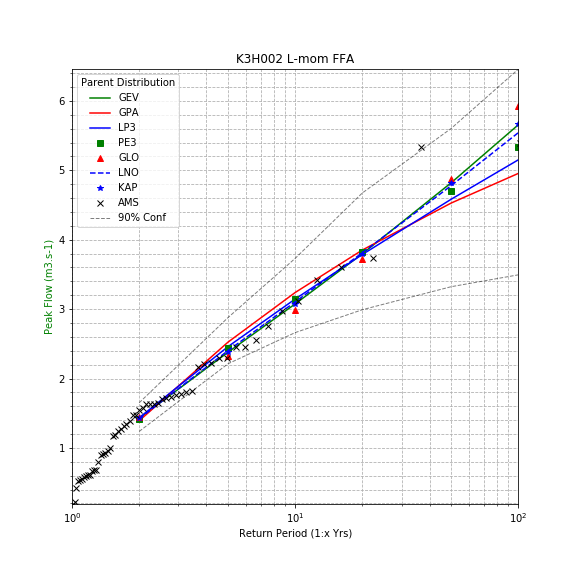 K3H002 L-mom FFA
Parent Distribution
GEV
GPA
LP3
PE3
GLO
LNO
KAP
AMS
90% Conf
6
5
4
3
2
1
Peak Flow (m3.s-1)
10⁰
10¹
10²
Return Period (1:x Yrs)